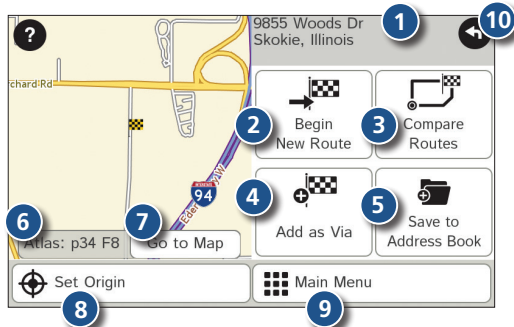 ?
9855 Woods Dr
Skokie, Illinois
1
10
chard Rd
2
Begin
New Route
3
Compare
Routes
94
4
Add as Via
5
Save to
Address Book
6
Atlas: p34 F8
7
Go to Map
Set Origin
8
Main Menu
9